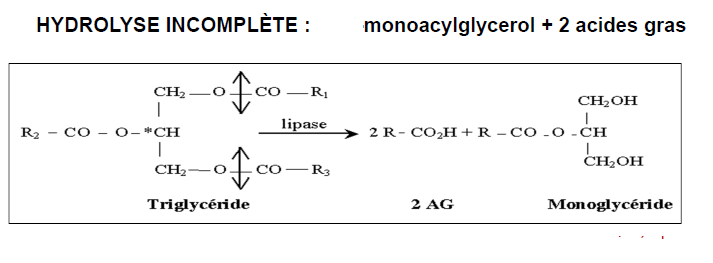 HYDROLYSE INCOMPLÈTE : monoacylglycerol + 2 acides gras
CH₂—O—CO—R₁
R₂ – CO – O– *CH
CH₂—O—CO—R₃
lipase
2 R- CO₂H + R – CO -O -CH
CH₂OH
CH₂OH
Triglycéride 2 AG Monoglycéride